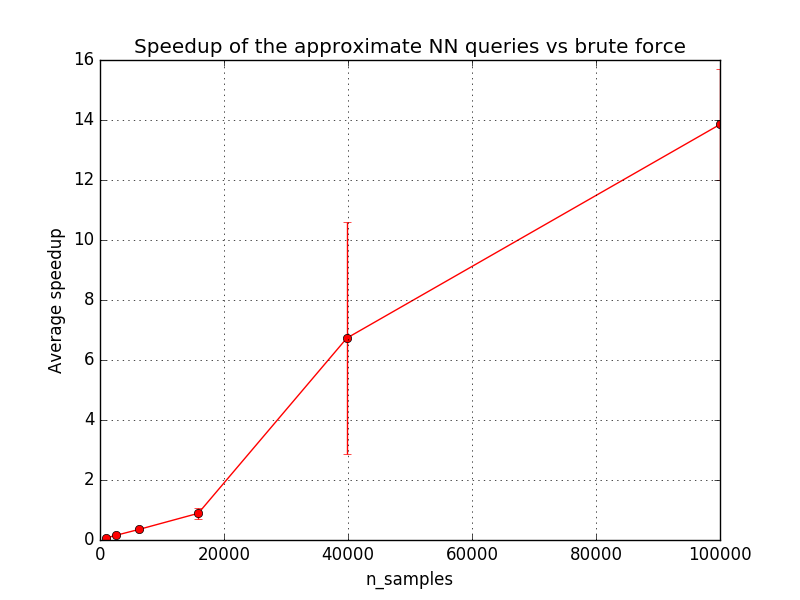 Speedup of the approximate NN queries vs brute force
16
14
12
10
8
6
4
2
0
Average speedup
0 20000 40000 60000 80000 100000
n_samples